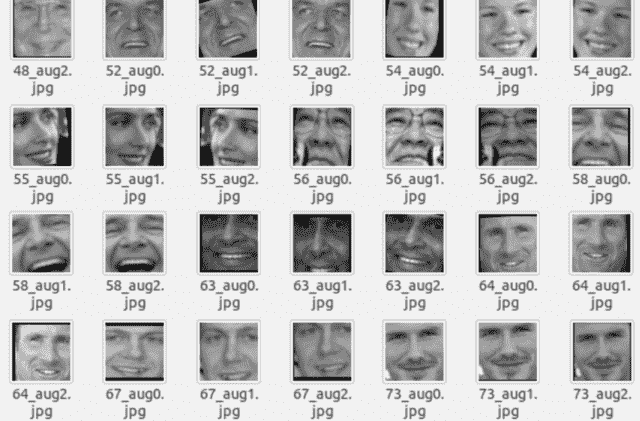 48_aug2.
jpg
52_aug0.
jpg
52_aug1.
jpg
52_aug2.
jpg
54_aug0.
jpg
54_aug1.
jpg
54_aug2.
jpg
55_aug0.
jpg
55_aug1.
jpg
55_aug2.
jpg
56_aug0.
jpg
56_aug1.
jpg
56_aug2.
jpg
58_aug0.
jpg
58_aug1.
jpg
58_aug2.
jpg
63_aug0.
jpg
63_aug1.
jpg
63_aug2.
jpg
64_aug0.
jpg
64_aug1.
jpg
64_aug2.
jpg
67_aug0.
jpg
67_aug1.
jpg
67_aug2.
jpg
73_aug0.
jpg
73_aug1.
jpg
73_aug2.
jpg